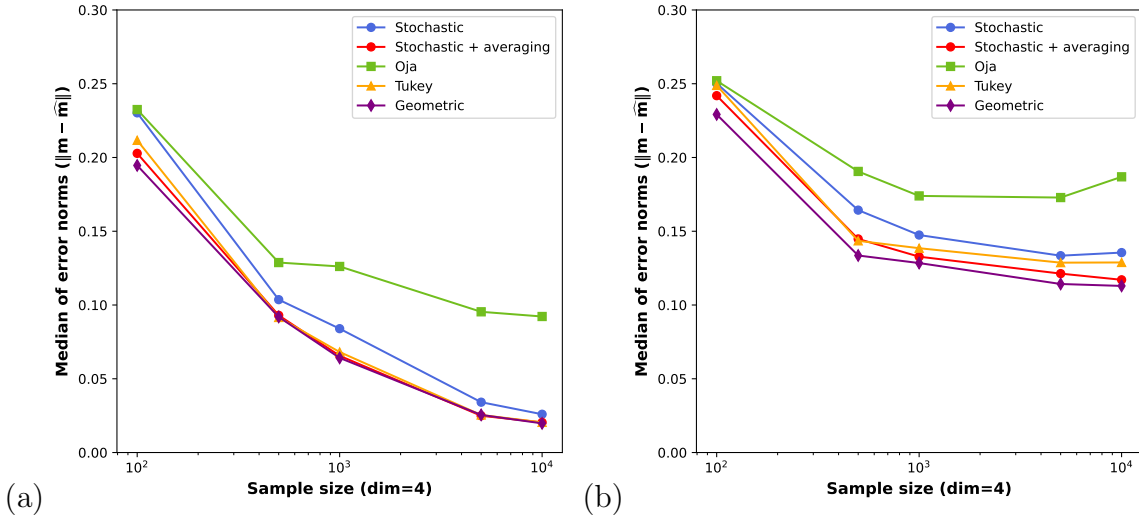 Median of error norms (‖m − m̂‖)
0.30
0.25
0.20
0.15
0.10
0.05
0.00
10²
10³
10⁴
Sample size (dim=4)
Stochastic
Stochastic + averaging
Oja
Tukey
Geometric
(a)
Median of error norms (‖m − m̂‖)
0.30
0.25
0.20
0.15
0.10
0.05
0.00
10²
10³
10⁴
Sample size (dim=4)
Stochastic
Stochastic + averaging
Oja
Tukey
Geometric
(b)